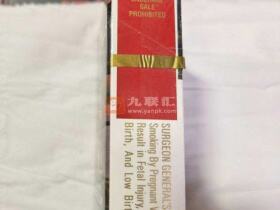 SALE
PROHIBITED
九联汇
www.yanpk.com
SURGEON GENERAL'S
Smoking By Pregnant
Result in Fetal Injury,
Birth, And Low Birt